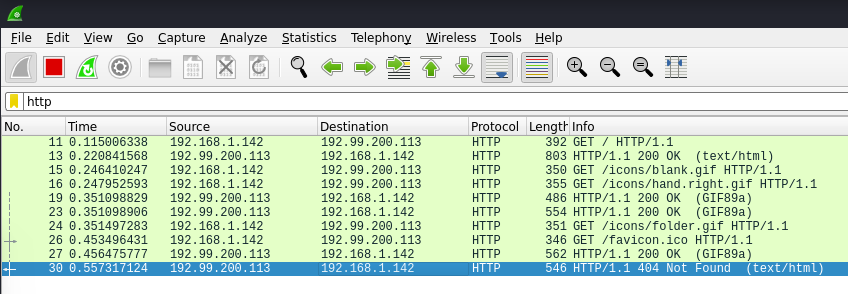 File Edit View Go Capture Analyze Statistics Telephony Wireless Tools Help
http
No. Time Source Destination Protocol Length Info
11 0.115006338 192.168.1.142 192.99.200.113 HTTP 392 GET / HTTP/1.1
13 0.220841568 192.99.200.113 192.168.1.142 HTTP 803 HTTP/1.1 200 OK (text/html)
15 0.246410247 192.168.1.142 192.99.200.113 HTTP 350 GET /icons/blank.gif HTTP/1.1
16 0.247952593 192.168.1.142 192.99.200.113 HTTP 355 GET /icons/hand.right.gif HTTP/1.1
19 0.351098829 192.99.200.113 192.168.1.142 HTTP 486 HTTP/1.1 200 OK (GIF89a)
23 0.351098906 192.99.200.113 192.168.1.142 HTTP 554 HTTP/1.1 200 OK (GIF89a)
24 0.351497283 192.168.1.142 192.99.200.113 HTTP 351 GET /icons/folder.gif HTTP/1.1
26 0.453496431 192.168.1.142 192.99.200.113 HTTP 346 GET /favicon.ico HTTP/1.1
27 0.456475777 192.99.200.113 192.168.1.142 HTTP 562 HTTP/1.1 200 OK (GIF89a)
30 0.557317124 192.99.200.113 192.168.1.142 HTTP 546 HTTP/1.1 404 Not Found (text/html)